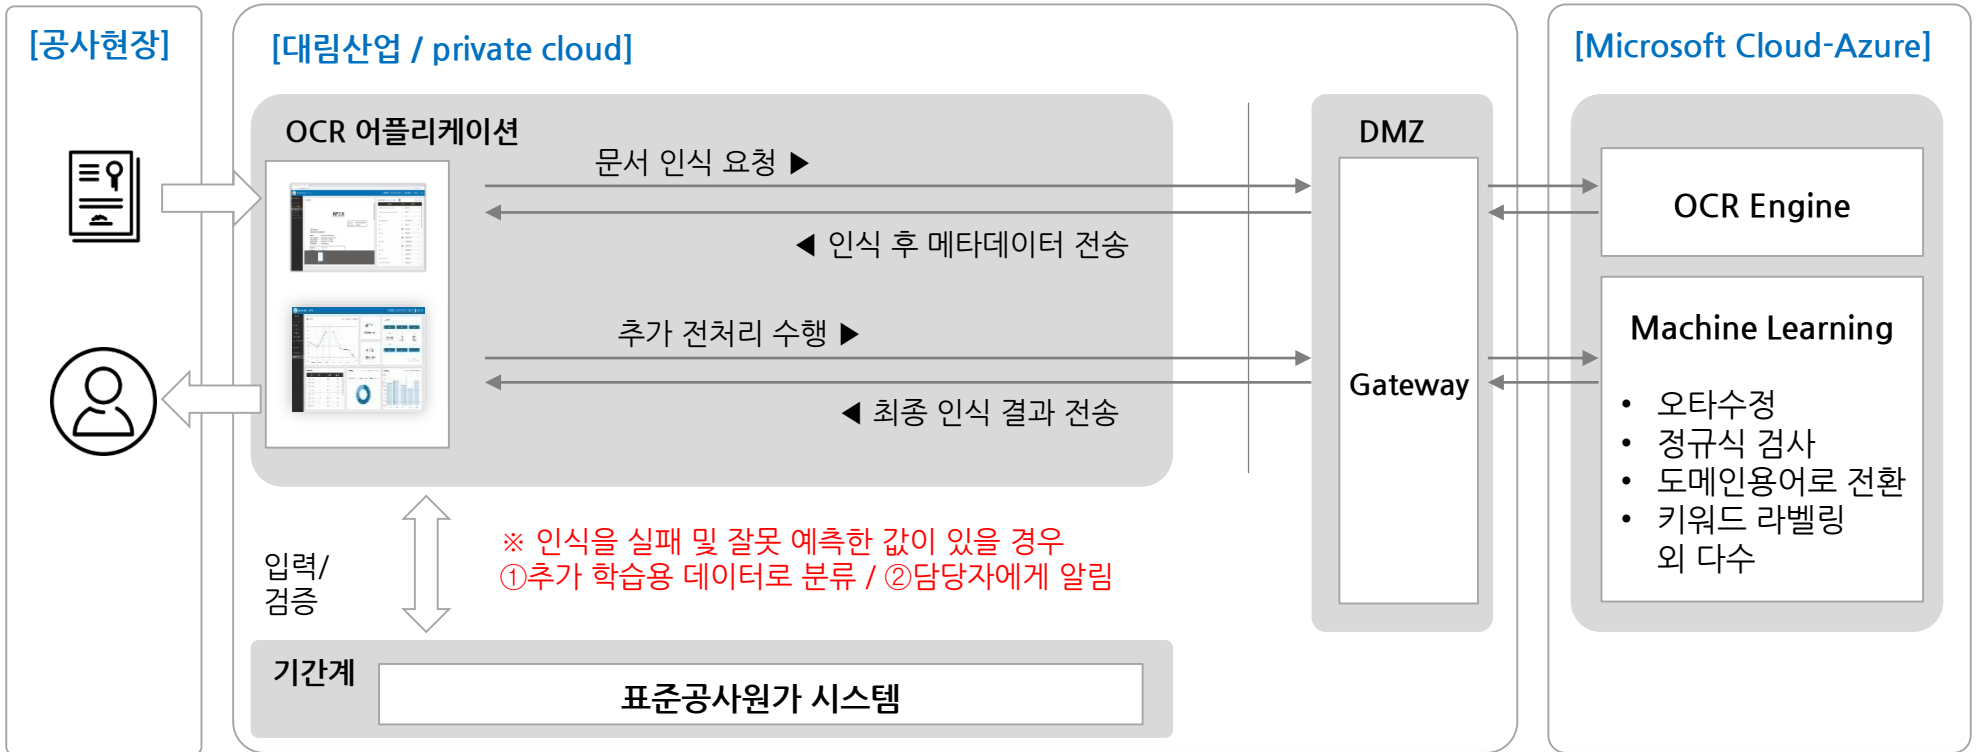 [공사현장]
[대림산업 / private cloud]
[Microsoft Cloud-Azure]
OCR 어플리케이션
문서 인식 요청 ▶
◀ 인식 후 메타데이터 전송
추가 전처리 수행 ▶
◀ 최종 인식 결과 전송
DMZ
Gateway
OCR Engine
Machine Learning
• 오타수정
• 정규식 검사
• 도메인용어로 전환
• 키워드 라벨링
외 다수
입력/
검증
※ 인식을 실패 및 잘못 예측한 값이 있을 경우
①추가 학습용 데이터로 분류 / ②담당자에게 알림
기간계
표준공사원가 시스템